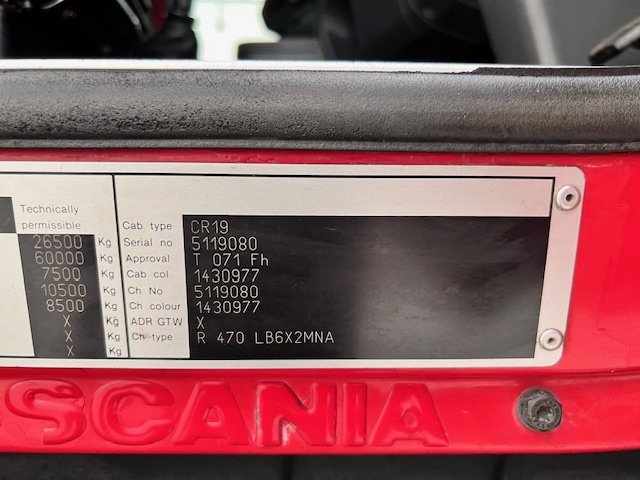 Technically
permissible
26500 Kg
60000 Kg
7500 Kg
10500 Kg
8500 Kg
X Kg
X Kg
X Kg
Cab type CR19
Serial no 5119080
Approval T 071 Fh
Cab col 1430977
Ch No 5119080
Ch colour 1430977
ADR GTW X
Ch type R 470 LB6X2MNA
SCANIA